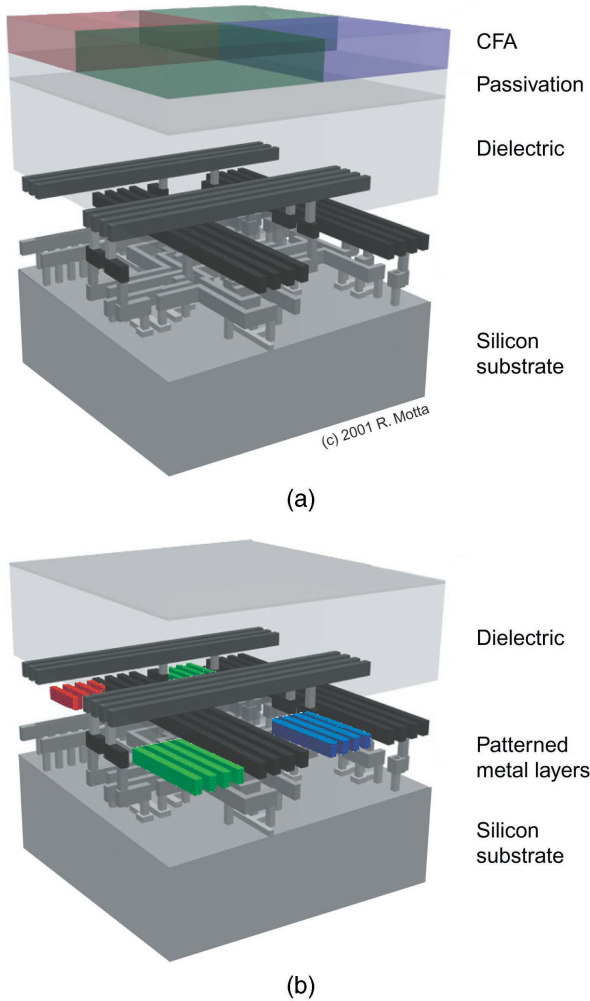 CFA
Passivation
Dielectric
Silicon
substrate
(c) 2001 R. Motta
(a)
Dielectric
Patterned
metal layers
Silicon
substrate
(b)